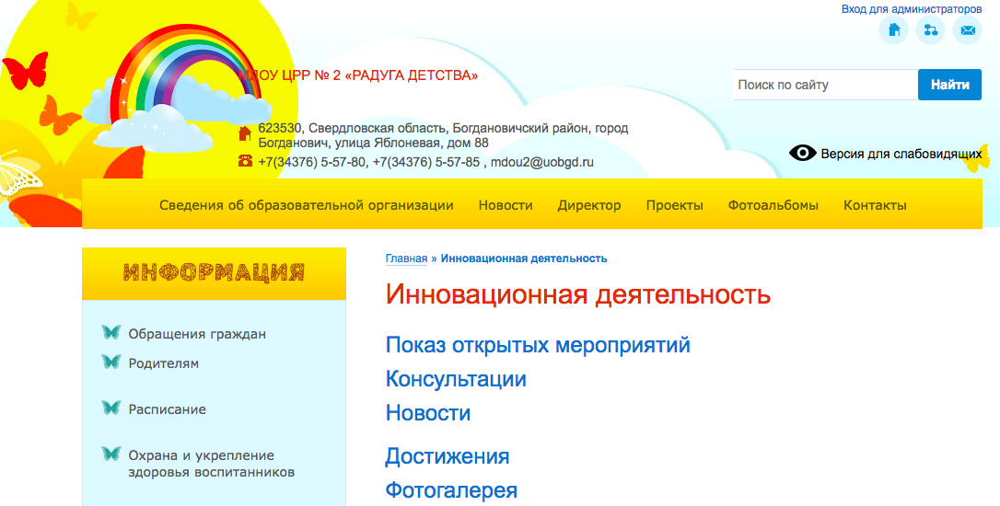 Вход для администраторов
МДОУ ЦРР № 2 «РАДУГА ДЕТСТВА»
Поиск по сайту
Найти
623530, Свердловская область, Богдановичский район, город
Богданович, улица Яблоневая, дом 88
+7(34376) 5-57-80, +7(34376) 5-57-85 , mdou2@uobgd.ru
Версия для слабовидящих
Сведения об образовательной организации Новости Директор Проекты Фотоальбомы Контакты
ИНФОРМАЦИЯ
Обращения граждан
Родителям
Расписание
Охрана и укрепление
здоровья воспитанников
Главная » Инновационная деятельность
Инновационная деятельность
Показ открытых мероприятий
Консультации
Новости
Достижения
Фотогалерея